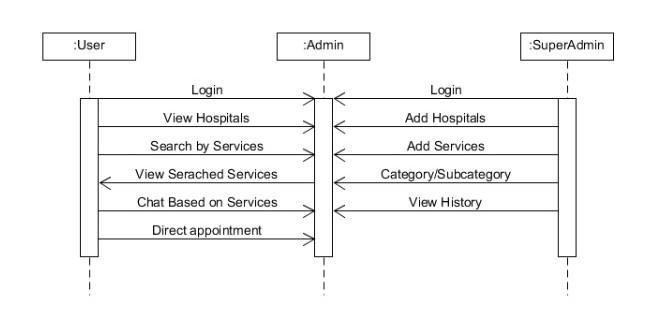 :User :Admin :SuperAdmin
Login Login
View Hospitals Add Hospitals
Search by Services Add Services
View Serached Services Category/Subcategory
Chat Based on Services View History
Direct appointment